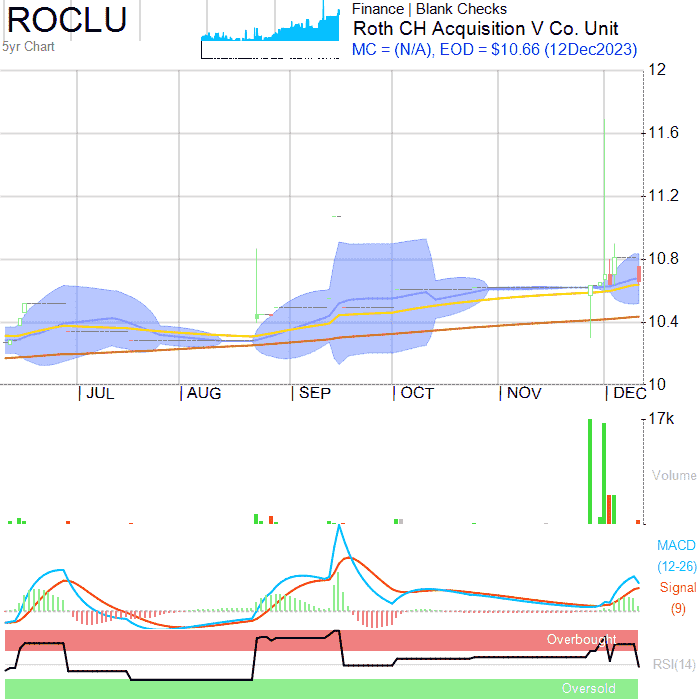 ROCLU
5yr Chart
Finance | Blank Checks
Roth CH Acquisition V Co. Unit
MC = (N/A), EOD = $10.66 (12Dec2023)
12
11.6
11.2
10.8
10.4
10
| JUL | AUG | SEP | OCT | NOV | DEC
17k
Volume
MACD
(12-26)
Signal
(9)
Overbought
RSI(14)
Oversold